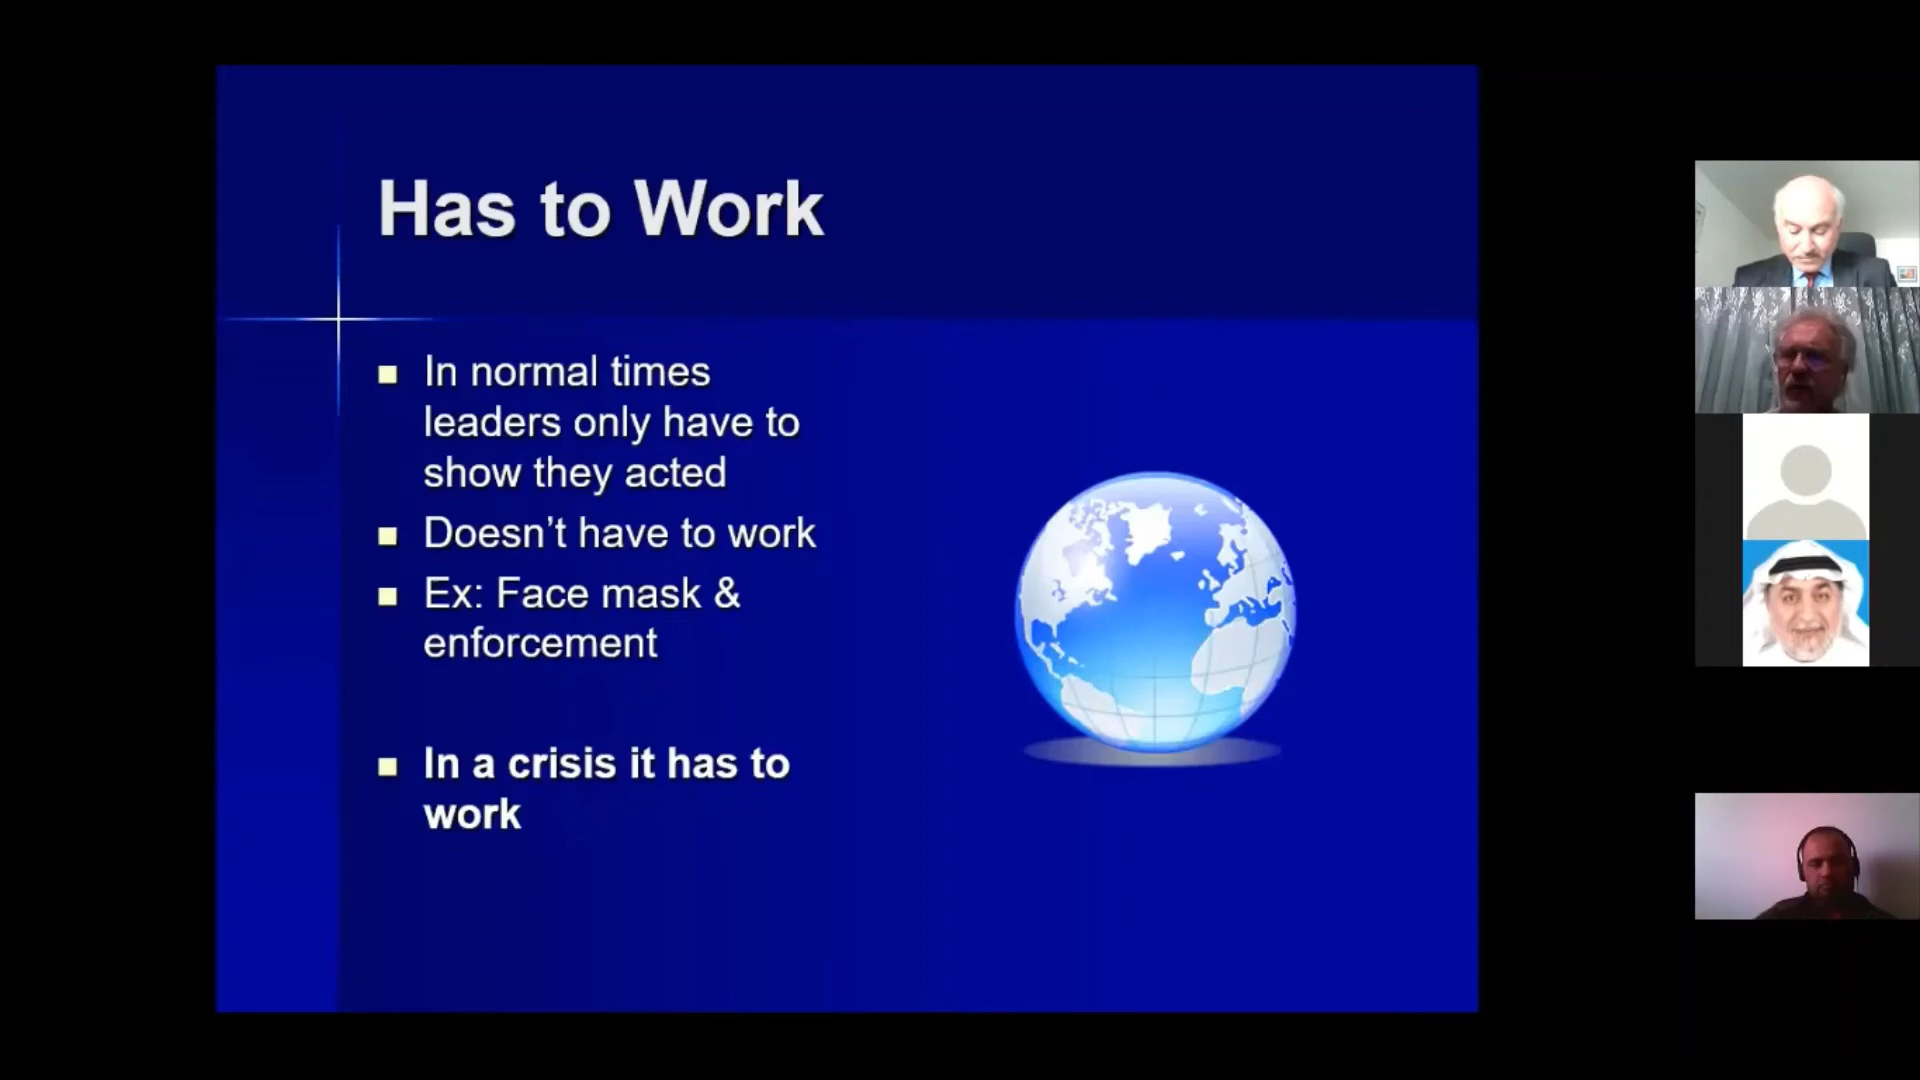 Has to Work
In normal times
leaders only have to
show they acted
Doesn’t have to work
Ex: Face mask &
enforcement
In a crisis it has to
work